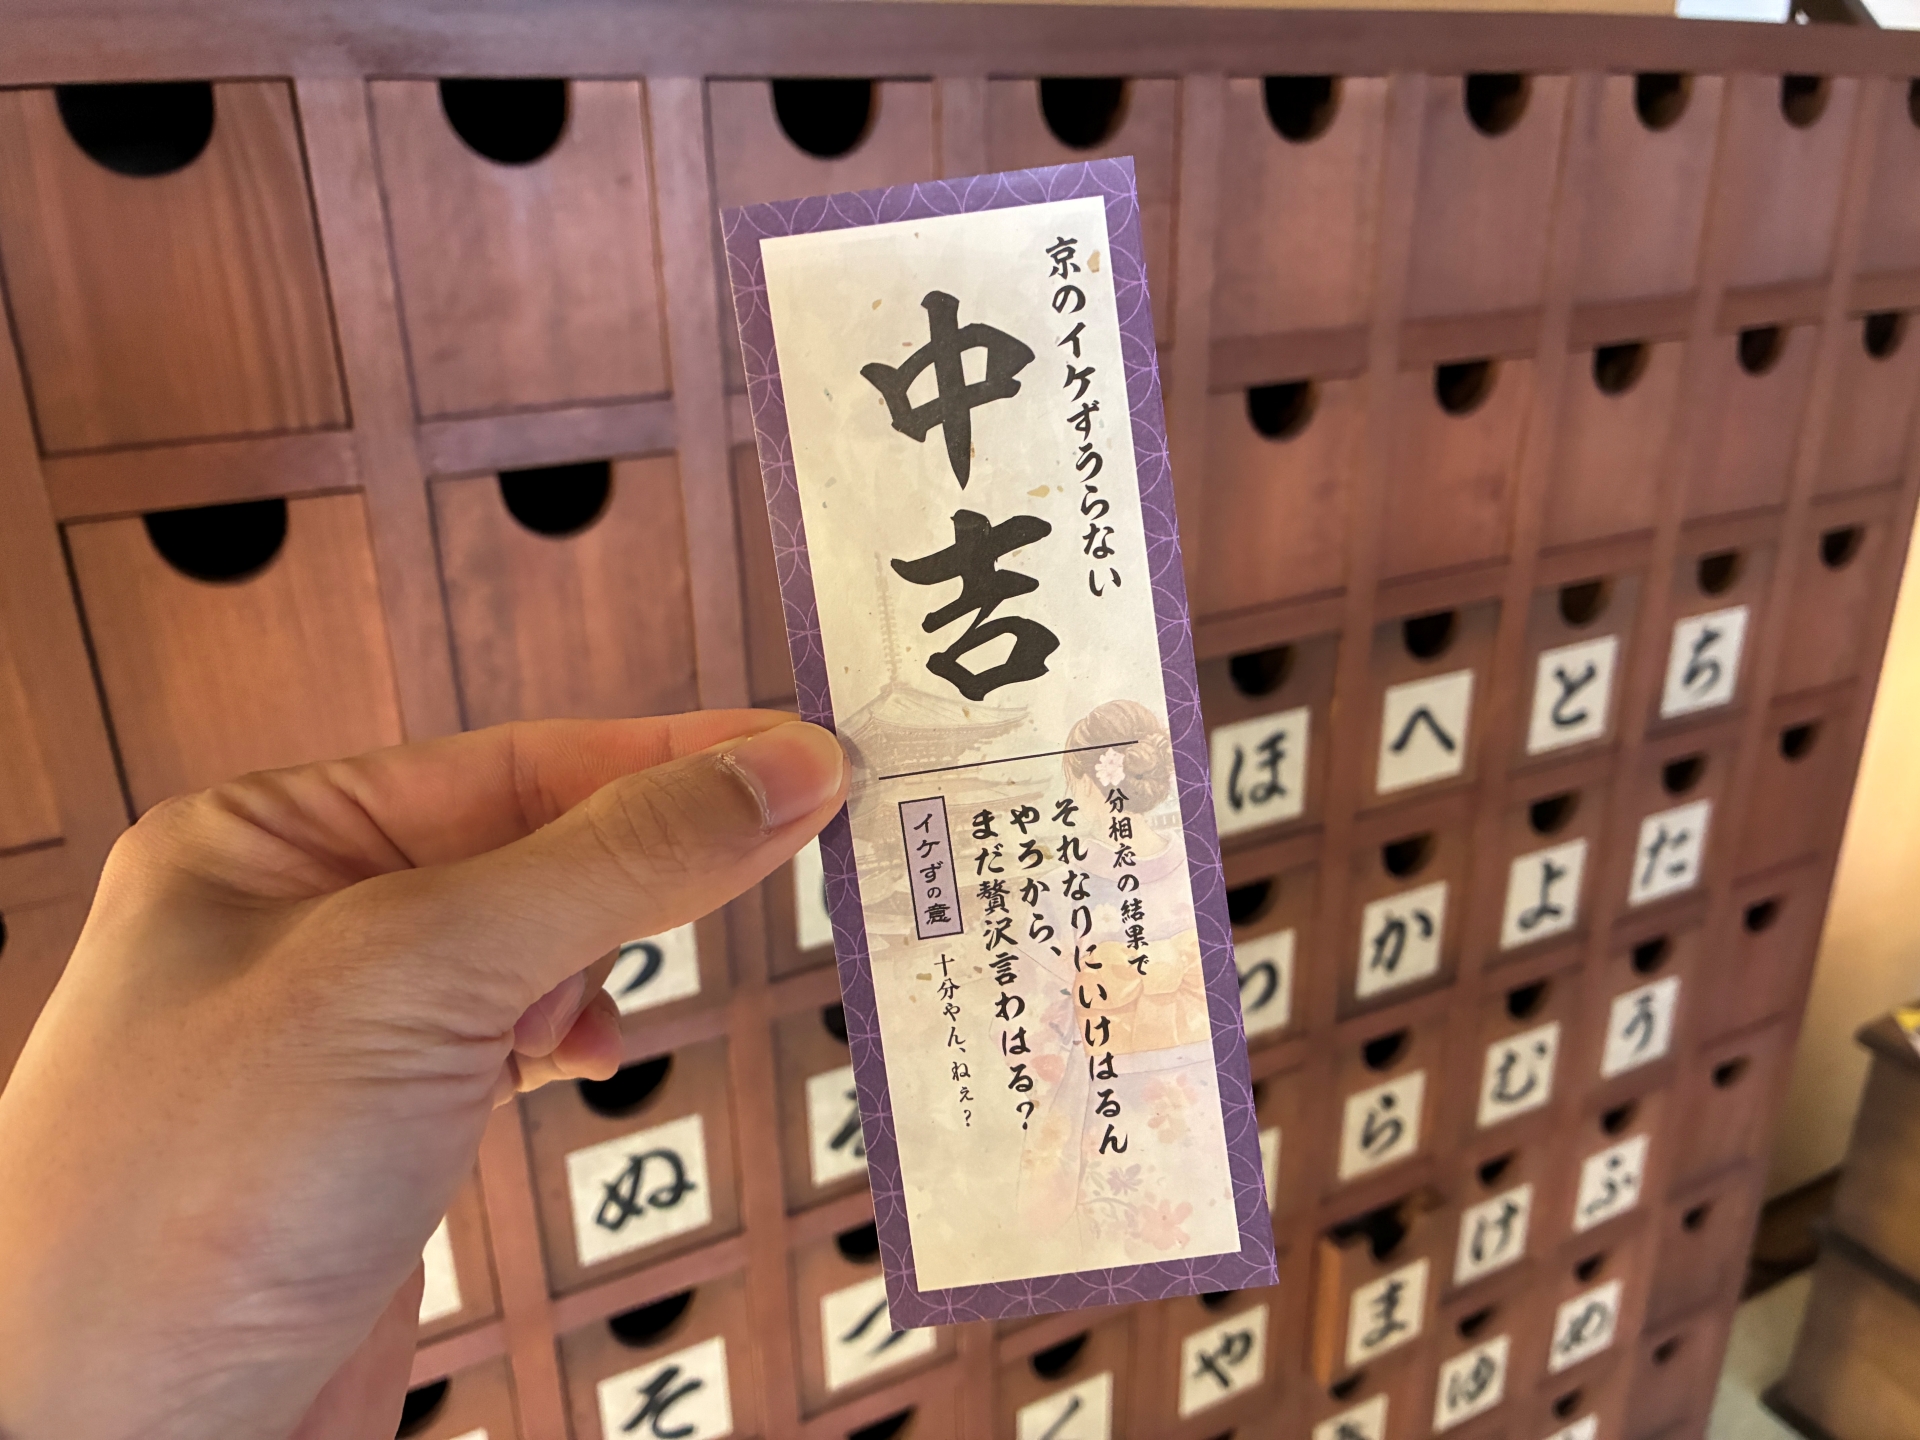 京のイケずうらない
中吉
分相応の結果で
それなりにいけはるん
やろから、
まだ贅沢言わはる？
イケずの意
十分やん、ねぇ？
ち
と
へ
ほ
た
よ
か
わ
う
む
ら
ぬ
ふ
け
ま
や
そ
め
ゆ